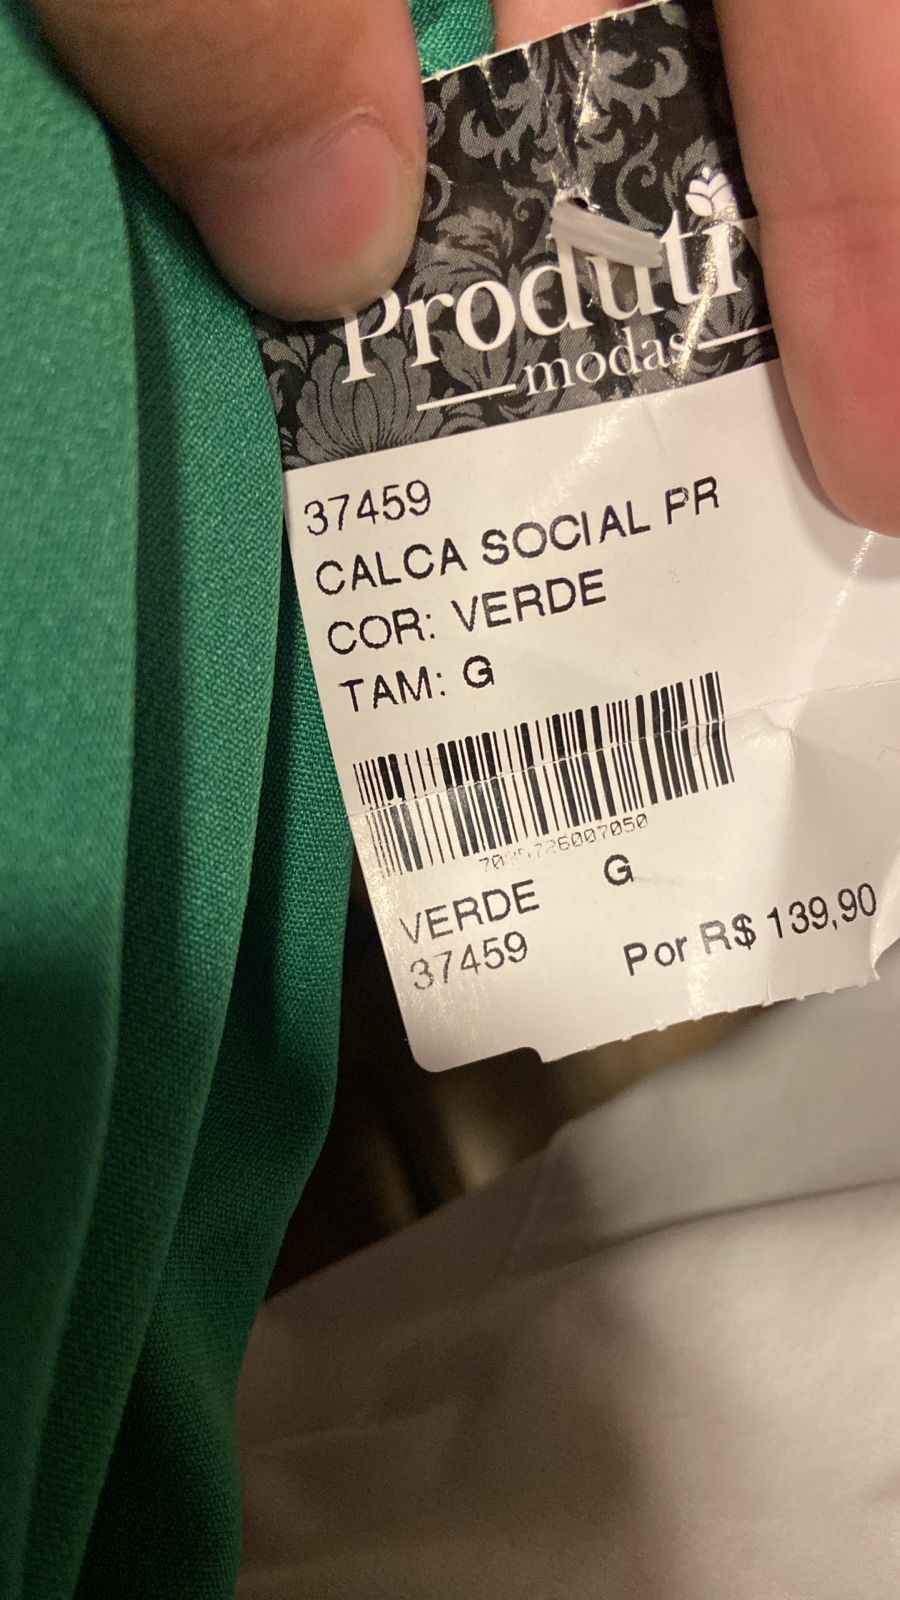 Produti
modas
37459
CALCA SOCIAL PR
COR: VERDE
TAM: G
VERDE G
37459 Por R$ 139,90